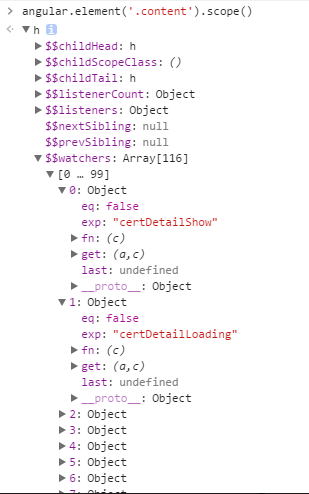 > angular.element('.content').scope()
h i
$$childHead: h
$$childScopeClass: ()
$$childTail: h
$$listenerCount: Object
$$listeners: Object
$$nextSibling: null
$$prevSibling: null
$$watchers: Array[116]
[0 … 99]
0: Object
eq: false
exp: "certDetailShow"
fn: (c)
get: (a,c)
last: undefined
__proto__: Object
1: Object
eq: false
exp: "certDetailLoading"
fn: (c)
get: (a,c)
last: undefined
__proto__: Object
2: Object
3: Object
4: Object
5: Object
6: Object